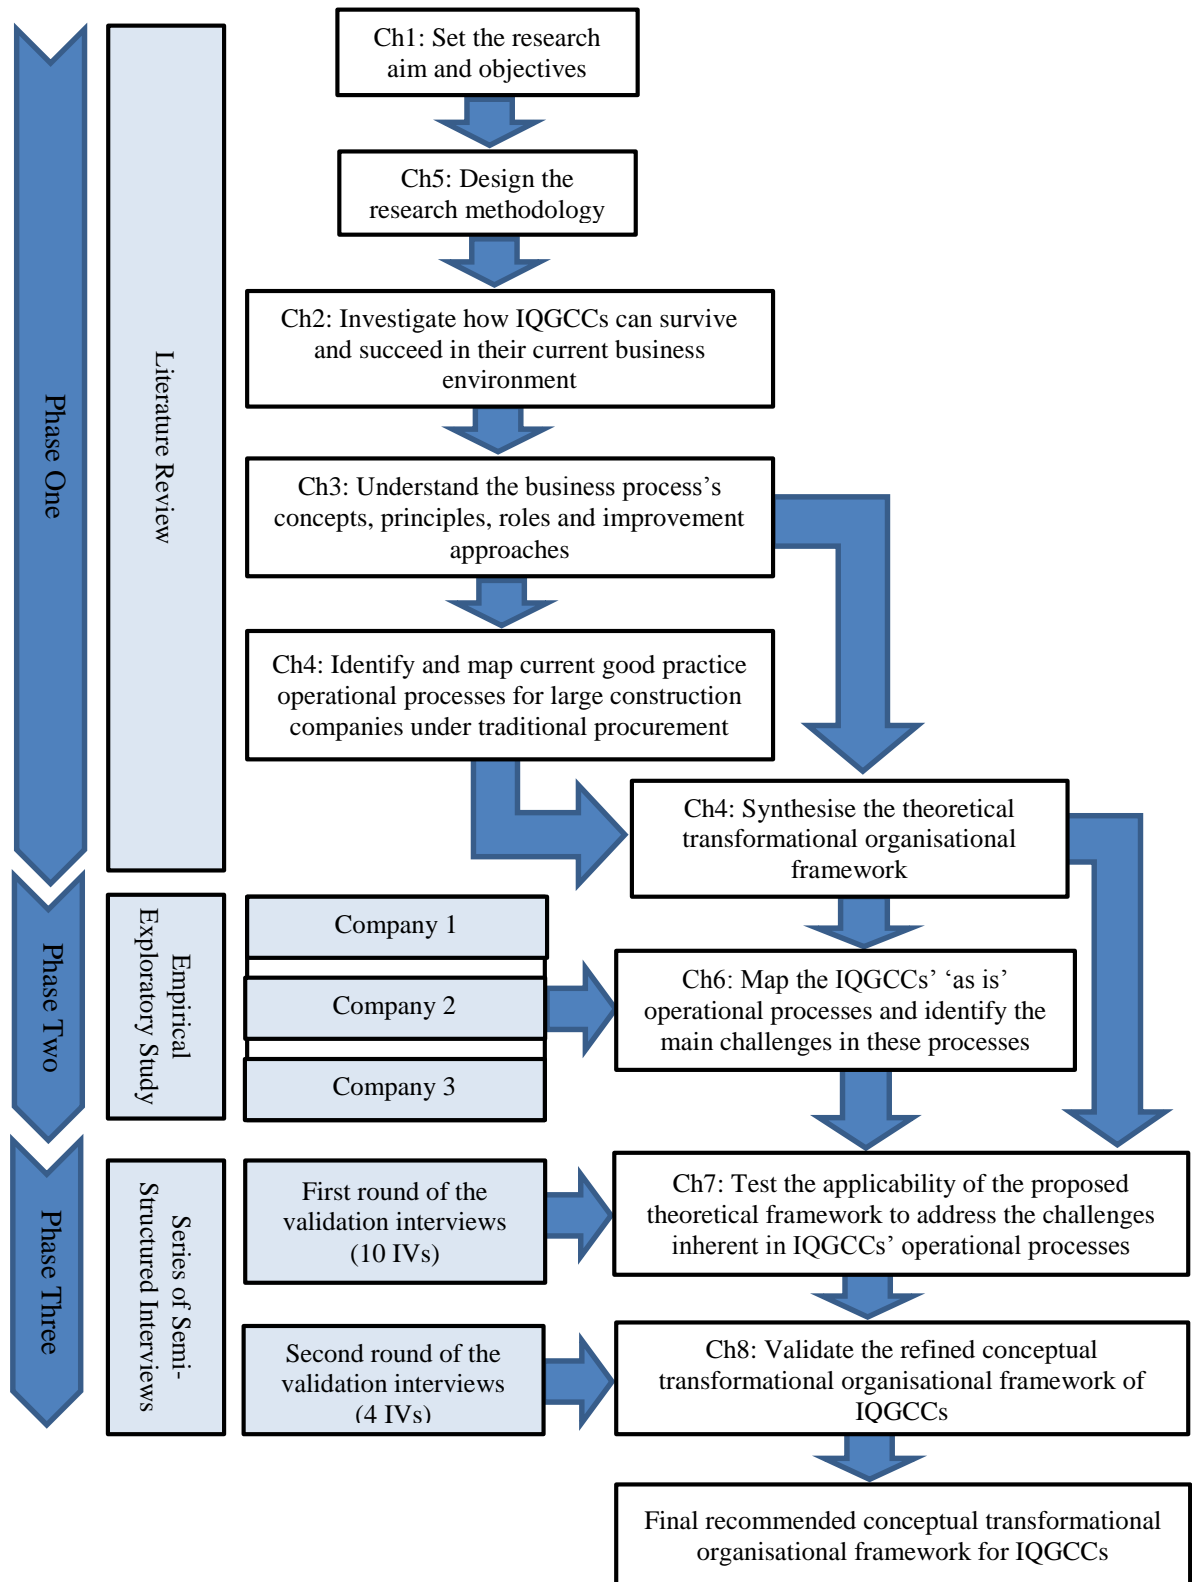 Ch1: Set the research
aim and objectives
Ch5: Design the
research methodology
Ch2: Investigate how IQGCCs can survive
and succeed in their current business
environment
Phase One
Literature Review
Ch3: Understand the business process’s
concepts, principles, roles and improvement
approaches
Ch4: Identify and map current good practice
operational processes for large construction
companies under traditional procurement
Ch4: Synthesise the theoretical
transformational organisational
framework
Phase Two
Empirical
Exploratory Study
Company 1
Company 2
Company 3
Ch6: Map the IQGCCs’ ‘as is’
operational processes and identify the
main challenges in these processes
Phase Three
Series of Semi-
Structured Interviews
First round of the
validation interviews
(10 IVs)
Ch7: Test the applicability of the proposed
theoretical framework to address the challenges
inherent in IQGCCs’ operational processes
Second round of the
validation interviews
(4 IVs)
Ch8: Validate the refined conceptual
transformational organisational framework of
IQGCCs
Final recommended conceptual transformational
organisational framework for IQGCCs